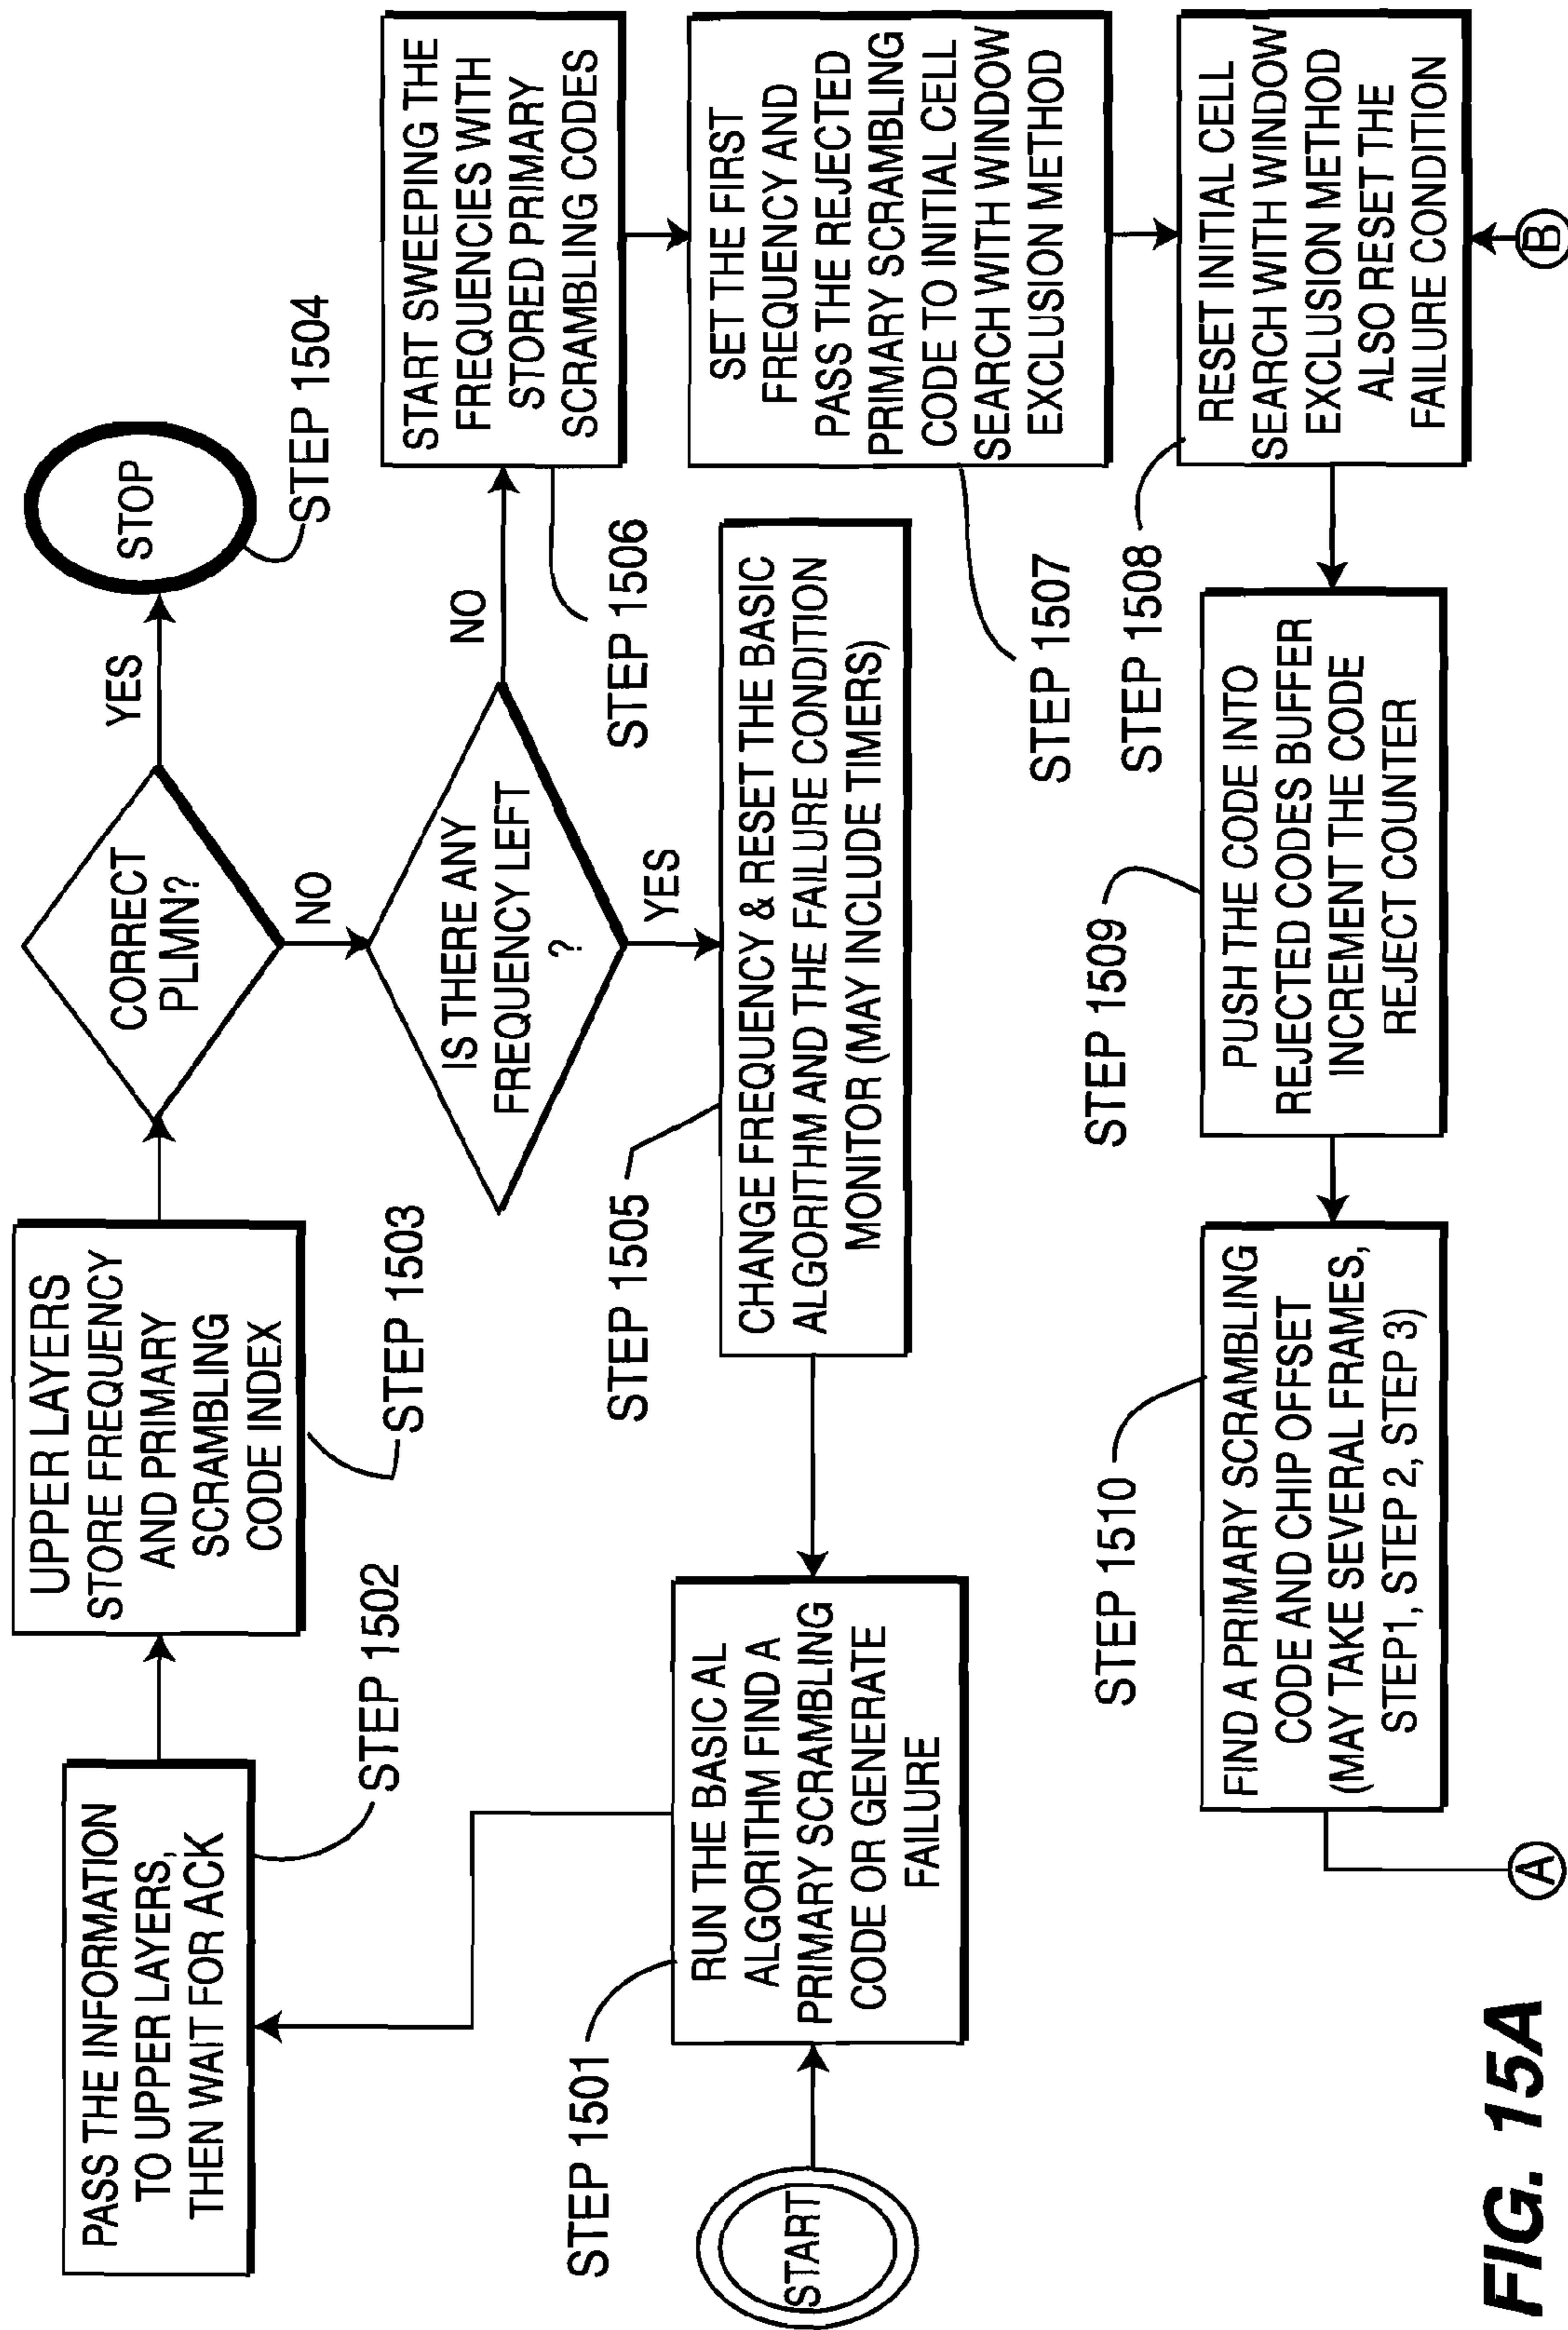 START
STEP 1501
RUN THE BASIC AL
ALGORITHM FIND A
PRIMARY SCRAMBLING
CODE OR GENERATE
FAILURE
PASS THE INFORMATION
TO UPPER LAYERS,
THEN WAIT FOR ACK
STEP 1502
UPPER LAYERS
STORE FREQUENCY
AND PRIMARY
SCRAMBLING
CODE INDEX
STEP 1503
CORRECT
PLMN?
YES
STOP
STEP 1504
NO
IS THERE ANY
FREQUENCY LEFT
?
YES
STEP 1505
CHANGE FREQUENCY & RESET THE BASIC
ALGORITHM AND THE FAILURE CONDITION
MONITOR (MAY INCLUDE TIMERS)
NO
START SWEEPING THE
FREQUENCIES WITH
STORED PRIMARY
SCRAMBLING CODES
STEP 1506
SET THE FIRST
FREQUENCY AND
PASS THE REJECTED
PRIMARY SCRAMBLING
CODE TO INITIAL CELL
SEARCH WITH WINDOW
EXCLUSION METHOD
STEP 1507
RESET INITIAL CELL
SEARCH WITH WINDOW
EXCLUSION METHOD
ALSO RESET THE
FAILURE CONDITION
STEP 1508
B
STEP 1509
PUSH THE CODE INTO
REJECTED CODES BUFFER
INCREMENT THE CODE
REJECT COUNTER
STEP 1510
FIND A PRIMARY SCRAMBLING
CODE AND CHIP OFFSET
(MAY TAKE SEVERAL FRAMES,
STEP1, STEP 2, STEP 3)
A
FIG. 15A